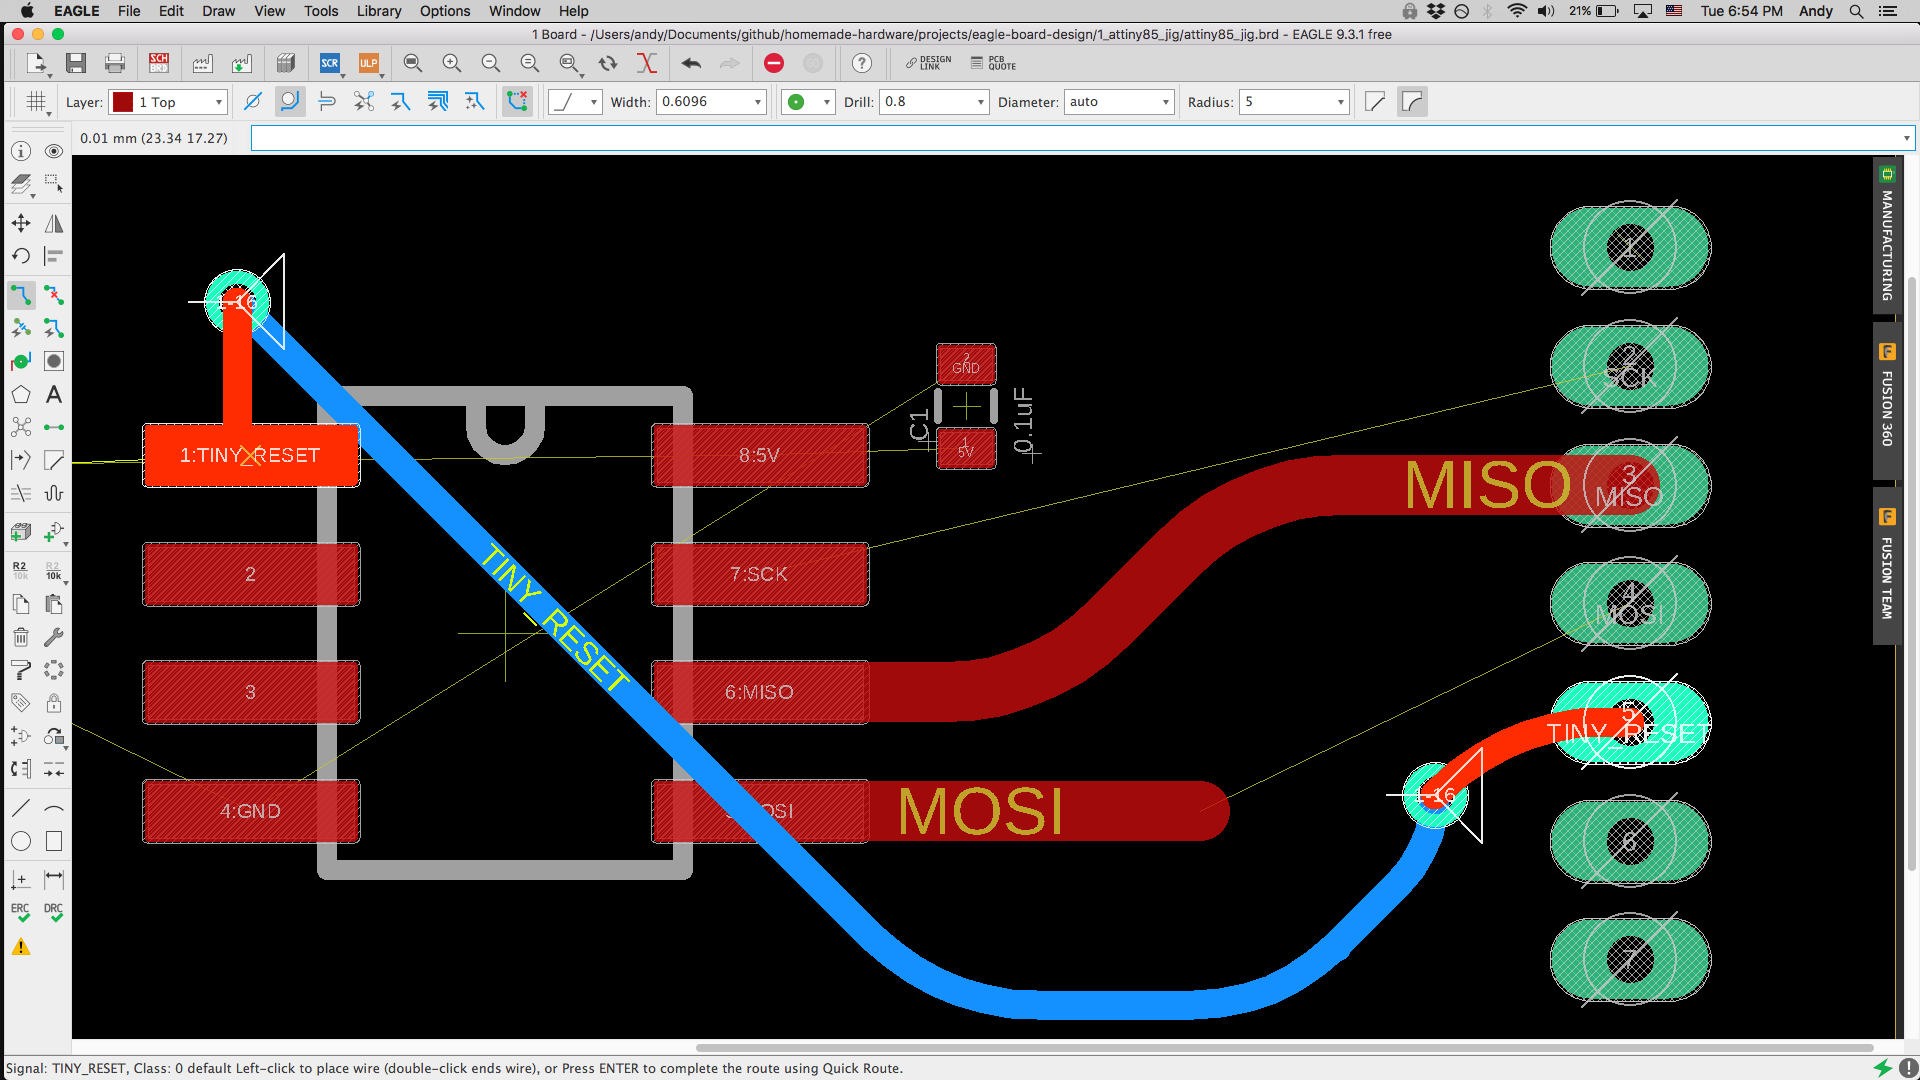 EAGLE File Edit Draw View Tools Library Options Window Help 21% Tue 6:54 PM Andy
1 Board - /Users/andy/Documents/github/homemade-hardware/projects/eagle-board-design/1_attiny85_jig/attiny85_jig.brd - EAGLE 9.3.1 free
SCH BRD SCR ULP DESIGN LINK PCB QUOTE
Layer: 1 Top Width: 0.6096 Drill: 0.8 Diameter: auto Radius: 5
0.01 mm (23.34 17.27)
MANUFACTURING
FUSION 360
FUSION TEAM
R2 10k R2 10k
ERC DRC
1-16
1:TINY_RESET
2
3
4:GND
TINY_RESET
8:5V
7:SCK
6:MISO
MOSI
2
GND
C1
0.1uF
1
5V
MISO
1-16
1
2
SCK
3
MISO
4
MOSI
5
TINY_RESET
6
7
Signal: TINY_RESET, Class: 0 default Left-click to place wire (double-click ends wire), or Press ENTER to complete the route using Quick Route.